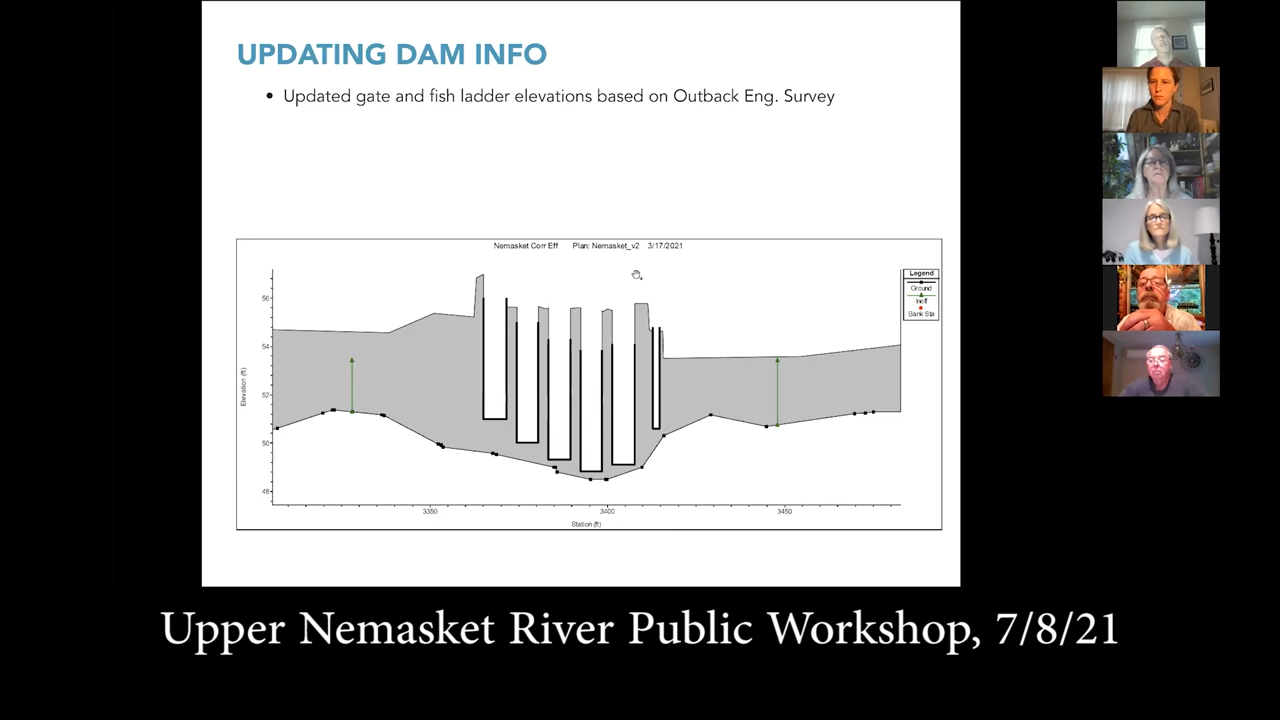 UPDATING DAM INFO
• Updated gate and fish ladder elevations based on Outback Eng. Survey
Nemasket Corr Eff Plan: Nemasket_v2 3/17/2021
Legend
Ground
Ineff
Bank Sta
56
54
52
50
48
Elevation (ft)
3350 3400 3450
Station (ft)
Upper Nemasket River Public Workshop, 7/8/21